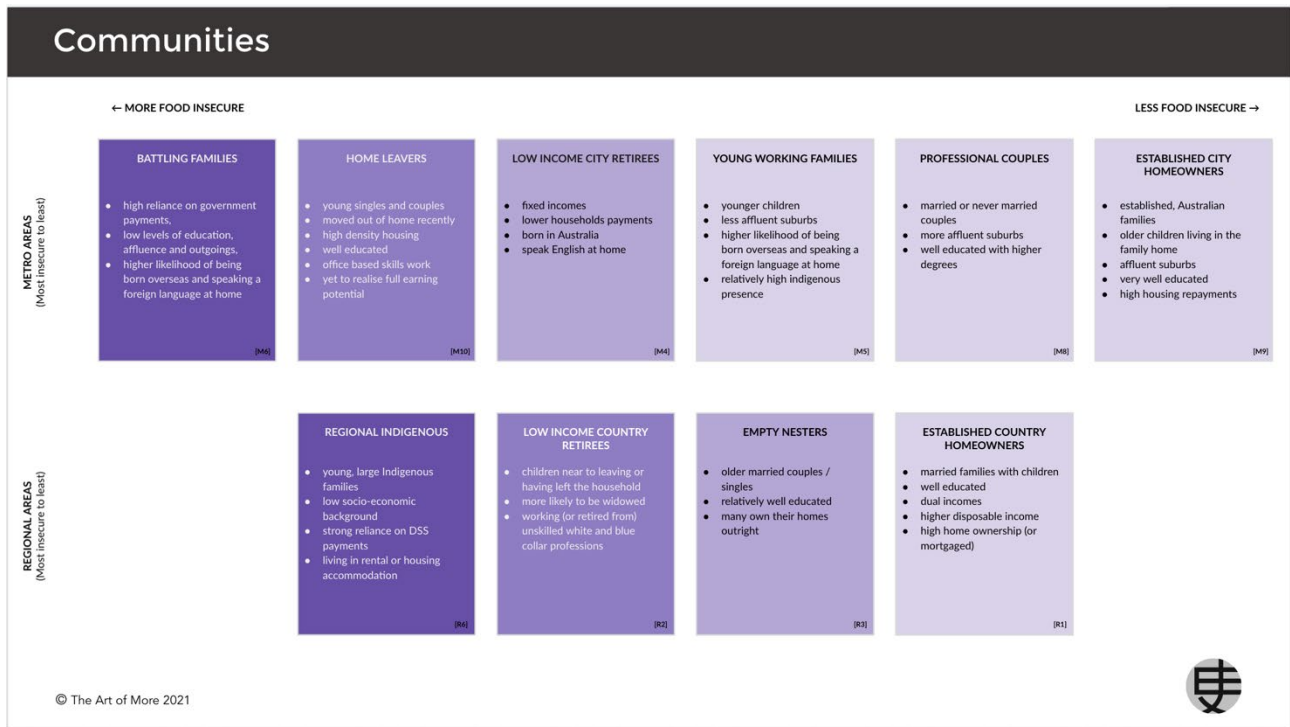 Communities
← MORE FOOD INSECURE
LESS FOOD INSECURE →
METRO AREAS
(Most insecure to least)
BATTLING FAMILIES
● high reliance on government
payments,
● low levels of education,
affluence and outgoings,
● higher likelihood of being
born overseas and speaking a
foreign language at home
[M6]
HOME LEAVERS
● young singles and couples
● moved out of home recently
● high density housing
● well educated
● office based skills work
● yet to realise full earning
potential
[M10]
LOW INCOME CITY RETIREES
● fixed incomes
● lower households payments
● born in Australia
● speak English at home
[M4]
YOUNG WORKING FAMILIES
● younger children
● less affluent suburbs
● higher likelihood of being
born overseas and speaking a
foreign language at home
● relatively high indigenous
presence
[M5]
PROFESSIONAL COUPLES
● married or never married
couples
● more affluent suburbs
● well educated with higher
degrees
[M8]
ESTABLISHED CITY
HOMEOWNERS
● established, Australian
families
● older children living in the
family home
● affluent suburbs
● very well educated
● high housing repayments
[M9]
REGIONAL AREAS
(Most insecure to least)
REGIONAL INDIGENOUS
● young, large Indigenous
families
● low socio-economic
background
● strong reliance on DSS
payments
● living in rental or housing
accommodation
[R6]
LOW INCOME COUNTRY
RETIREES
● children near to leaving or
having left the household
● more likely to be widowed
● working (or retired from)
unskilled white and blue
collar professions
[R2]
EMPTY NESTERS
● older married couples /
singles
● relatively well educated
● many own their homes
outright
[R3]
ESTABLISHED COUNTRY
HOMEOWNERS
● married families with children
● well educated
● dual incomes
● higher disposable income
● high home ownership (or
mortgaged)
[R1]
© The Art of More 2021